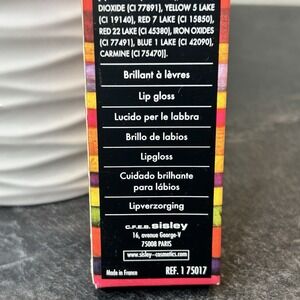 DIOXIDE (CI 77891), YELLOW 5 LAKE
(CI 19140), RED 7 LAKE (CI 15850),
RED 22 LAKE (CI 45380), IRON OXIDES
(CI 77491), BLUE 1 LAKE (CI 42090),
CARMINE (CI 75470)].
Brillant à lèvres
Lip gloss
Lucido per le labbra
Brillo de labios
Lipgloss
Cuidado brilhante
para lábios
Lipverzorging
C.F.E.B. sisley
16, avenue George-V
75008 PARIS
www.sisley-cosmetics.com
Made in France
REF. 175017